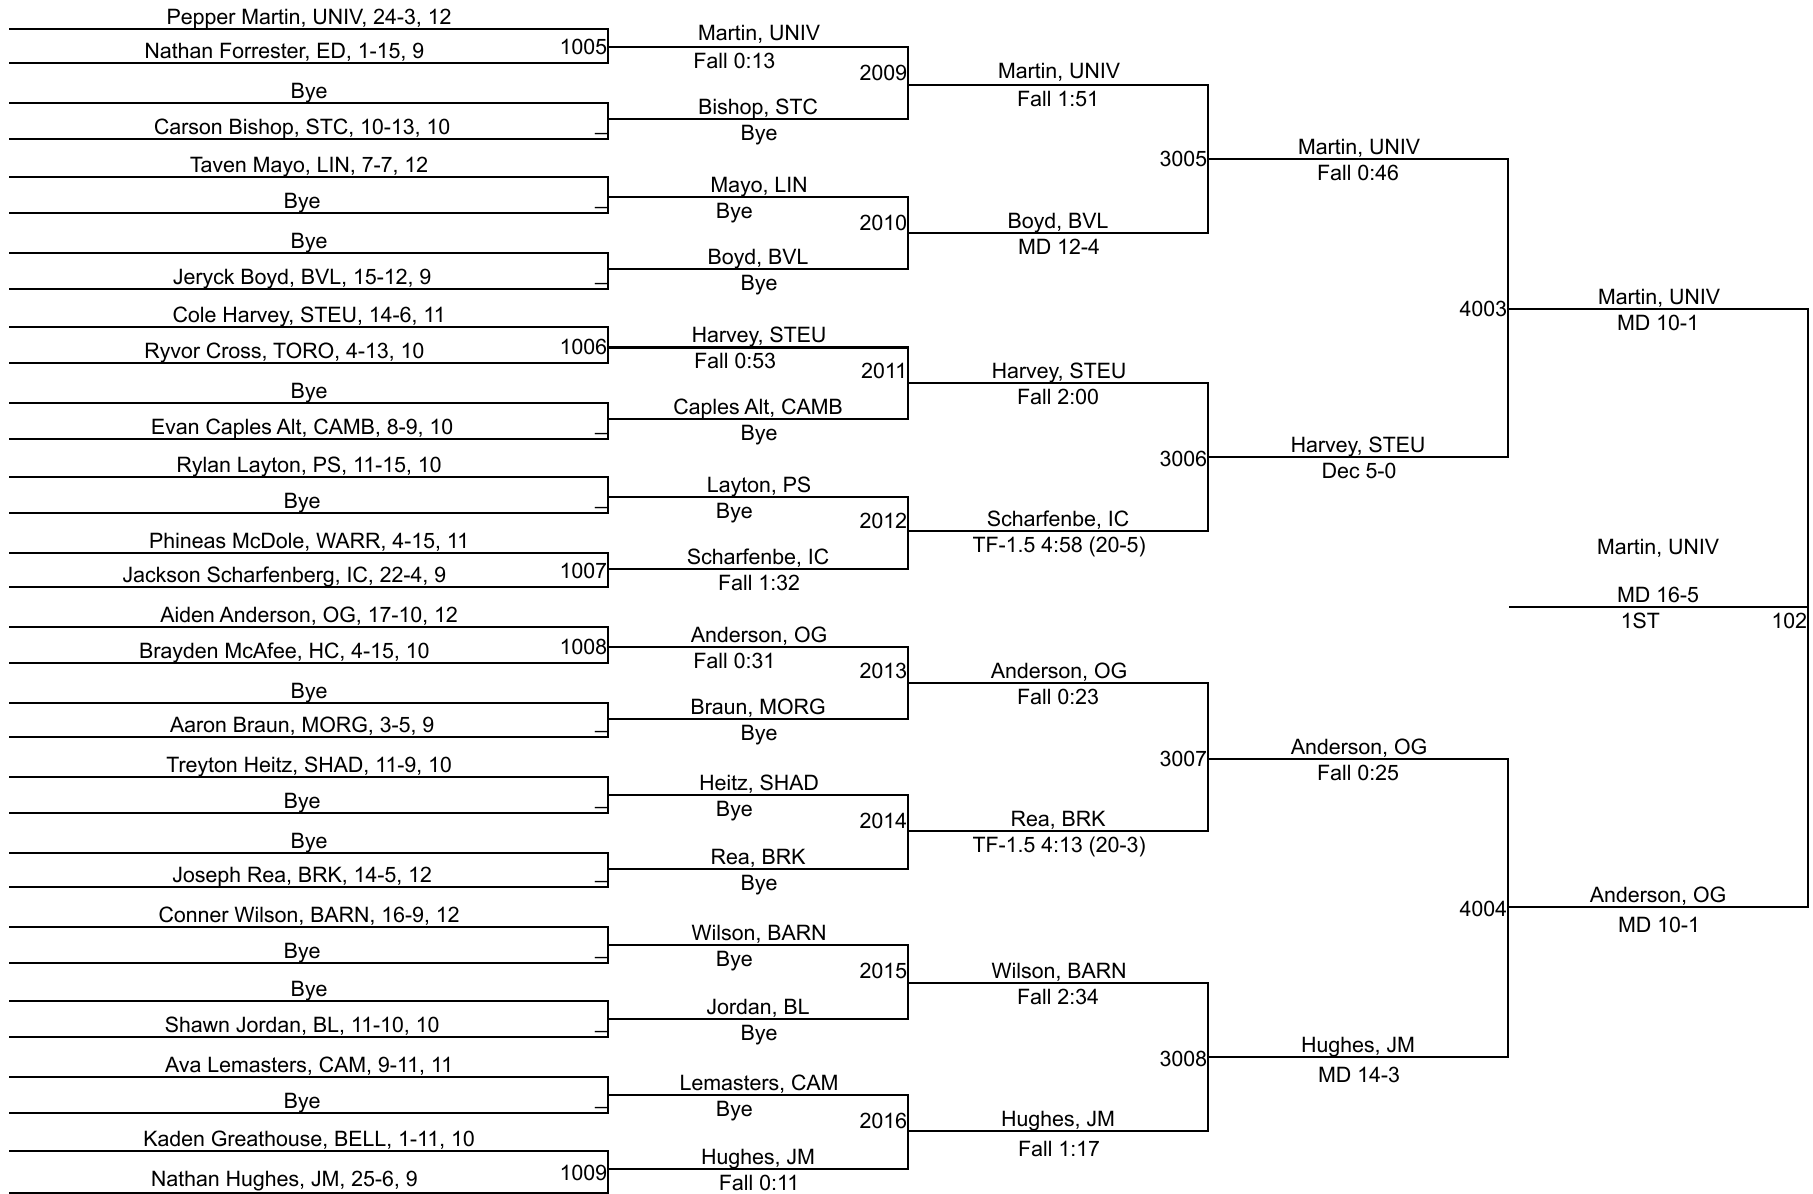 Pepper Martin, UNIV, 24-3, 12
Nathan Forrester, ED, 1-15, 9
1005
Bye
Carson Bishop, STC, 10-13, 10
Taven Mayo, LIN, 7-7, 12
Bye
Bye
Jeryck Boyd, BVL, 15-12, 9
Cole Harvey, STEU, 14-6, 11
Ryvor Cross, TORO, 4-13, 10
1006
Bye
Evan Caples Alt, CAMB, 8-9, 10
Rylan Layton, PS, 11-15, 10
Bye
Phineas McDole, WARR, 4-15, 11
Jackson Scharfenberg, IC, 22-4, 9
1007
Aiden Anderson, OG, 17-10, 12
Brayden McAfee, HC, 4-15, 10
1008
Bye
Aaron Braun, MORG, 3-5, 9
Treyton Heitz, SHAD, 11-9, 10
Bye
Bye
Joseph Rea, BRK, 14-5, 12
Conner Wilson, BARN, 16-9, 12
Bye
Bye
Shawn Jordan, BL, 11-10, 10
Ava Lemasters, CAM, 9-11, 11
Bye
Kaden Greathouse, BELL, 1-11, 10
Nathan Hughes, JM, 25-6, 9
1009
Martin, UNIV
Fall 0:13
2009
Bishop, STC
Bye
Mayo, LIN
Bye
2010
Boyd, BVL
Bye
Harvey, STEU
Fall 0:53
2011
Caples Alt, CAMB
Bye
Layton, PS
Bye
2012
Scharfenbe, IC
Fall 1:32
Anderson, OG
Fall 0:31
2013
Braun, MORG
Bye
Heitz, SHAD
Bye
2014
Rea, BRK
Bye
Wilson, BARN
Bye
2015
Jordan, BL
Bye
Lemasters, CAM
Bye
2016
Hughes, JM
Fall 0:11
Martin, UNIV
Fall 1:51
3005
Boyd, BVL
MD 12-4
Harvey, STEU
Fall 2:00
3006
Scharfenbe, IC
TF-1.5 4:58 (20-5)
Anderson, OG
Fall 0:23
3007
Rea, BRK
TF-1.5 4:13 (20-3)
Wilson, BARN
Fall 2:34
3008
Hughes, JM
Fall 1:17
Martin, UNIV
Fall 0:46
4003
Harvey, STEU
Dec 5-0
Anderson, OG
Fall 0:25
4004
Hughes, JM
MD 14-3
Martin, UNIV
MD 10-1
Martin, UNIV
MD 16-5
1ST
102
Anderson, OG
MD 10-1